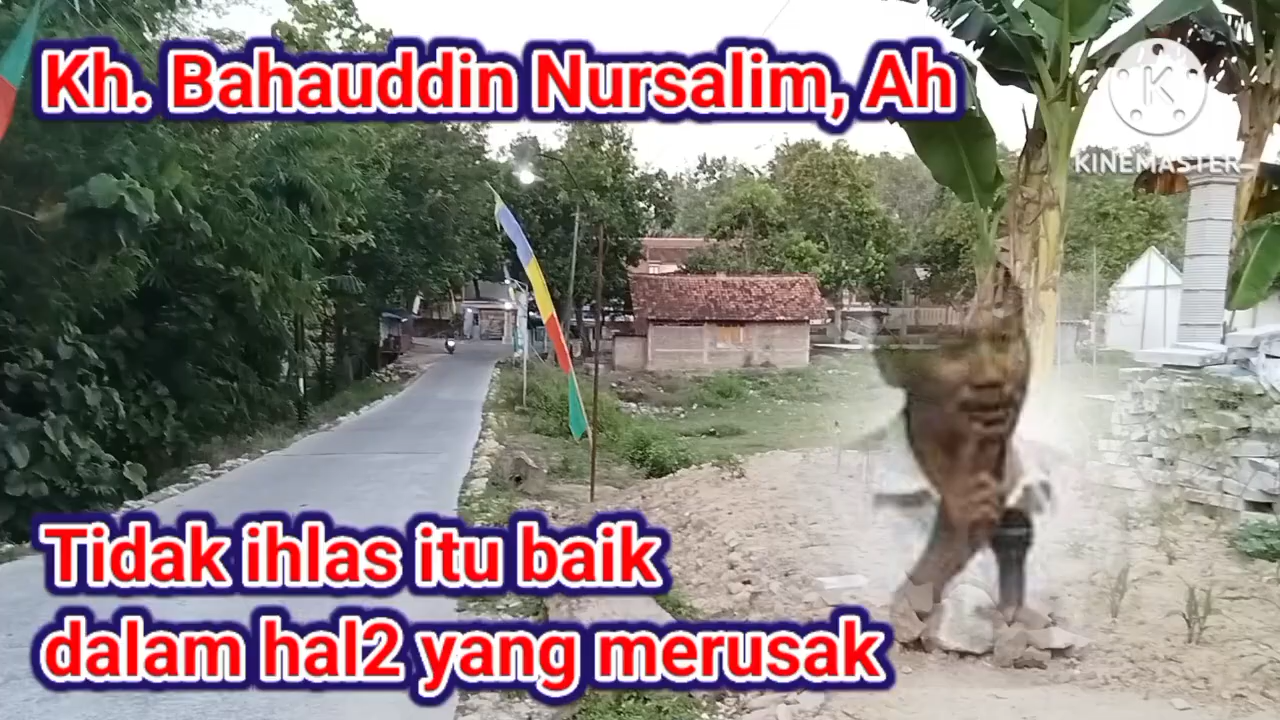 Kh. Bahauddin Nursalim, Ah
K
KINEMASTER
Tidak ihlas itu baik
dalam hal2 yang merusak